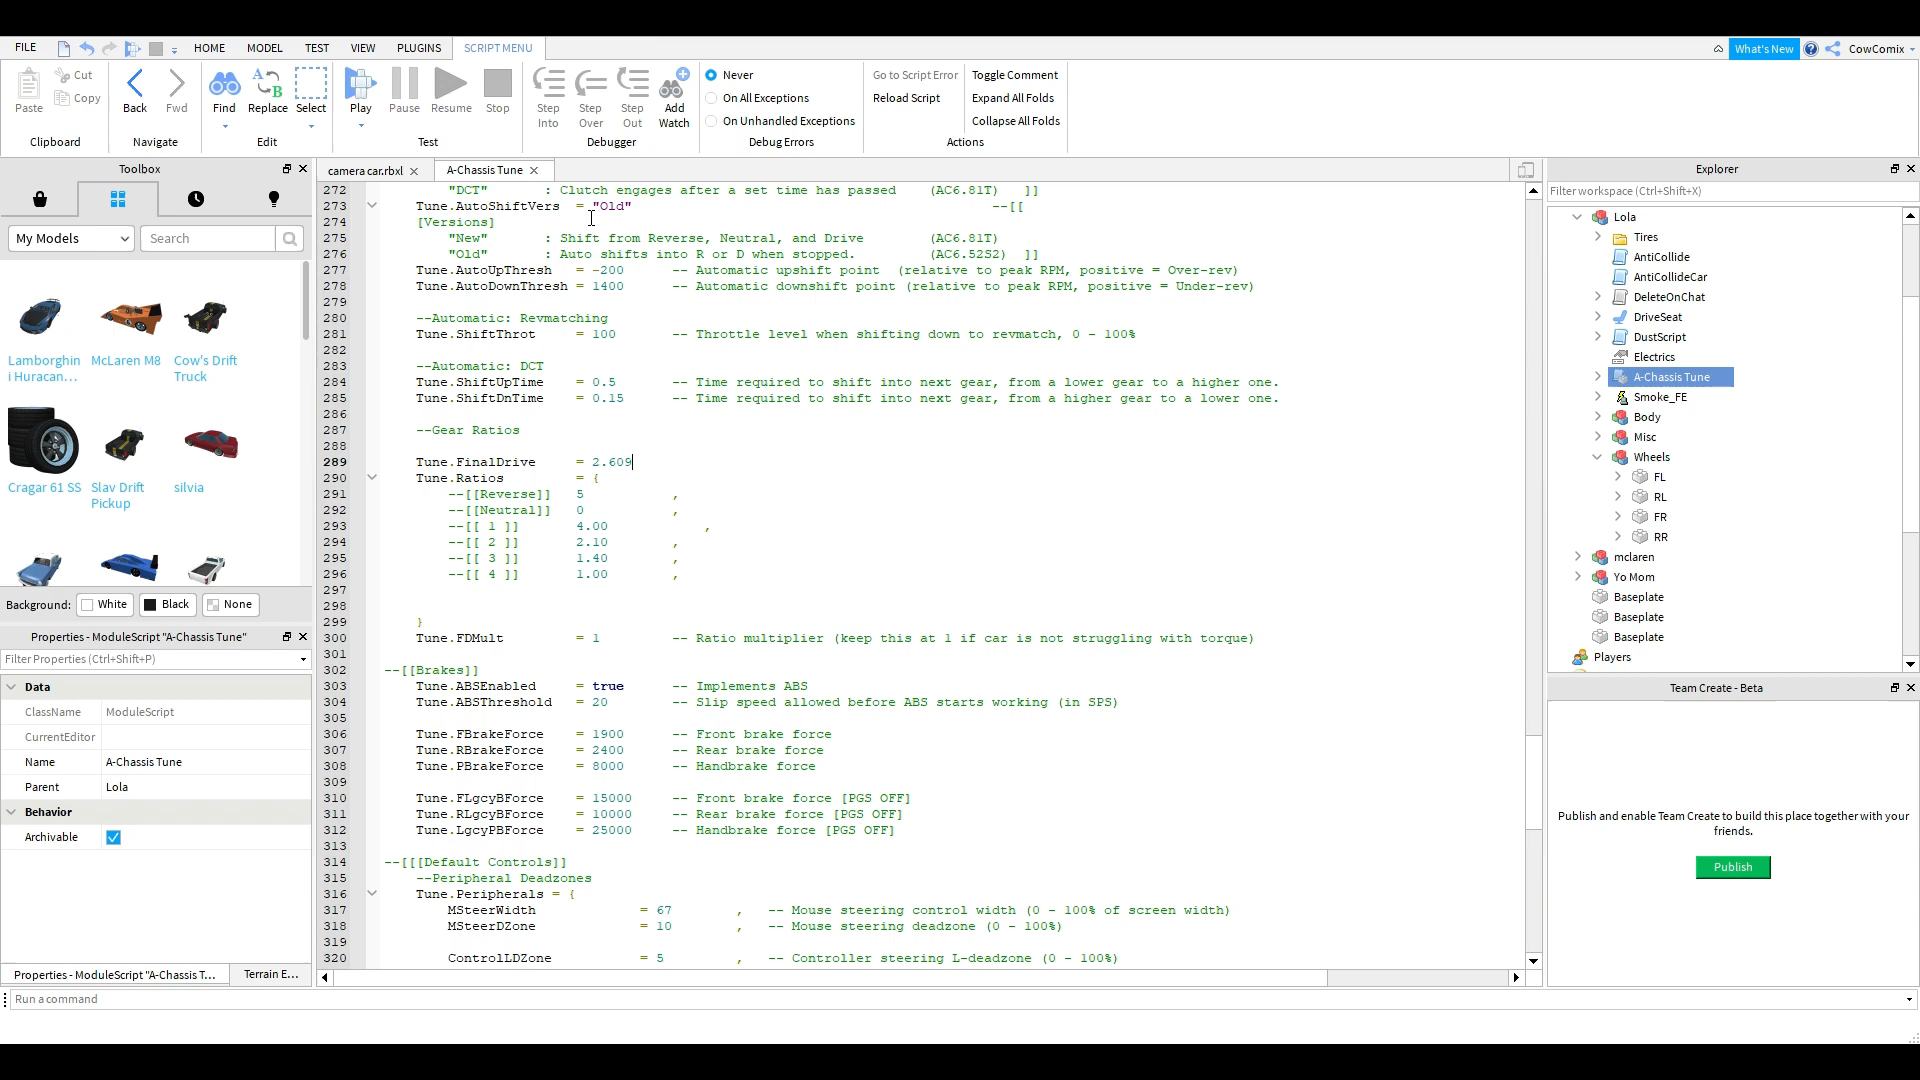 FILE HOME MODEL TEST VIEW PLUGINS SCRIPT MENU What's New CowComix
Paste Cut Copy Clipboard
Back Fwd Navigate
Find Replace Select Edit
Play Pause Resume Stop Test
Step Into Step Over Step Out Add Watch Debugger
Never
On All Exceptions
On Unhandled Exceptions
Debug Errors
Go to Script Error
Reload Script
Toggle Comment
Expand All Folds
Collapse All Folds
Actions
Toolbox
My Models Search
Lamborghin
i Huracan...
McLaren M8
Cow's Drift
Truck
Cragar 61 SS
Slav Drift
Pickup
silvia
Background: White Black None
Properties - ModuleScript "A-Chassis Tune"
Filter Properties (Ctrl+Shift+P)
Data
ClassName ModuleScript
CurrentEditor
Name A-Chassis Tune
Parent Lola
Behavior
Archivable
Properties - ModuleScript "A-Chassis T...
Terrain E...
camera car.rbxl
A-Chassis Tune
272 "DCT" : Clutch engages after a set time has passed (AC6.81T) ]]
273 Tune.AutoShiftVers = "Old" --[[
274 [Versions]
275 "New" : Shift from Reverse, Neutral, and Drive (AC6.81T)
276 "Old" : Auto shifts into R or D when stopped. (AC6.52S2) ]]
277 Tune.AutoUpThresh = -200 -- Automatic upshift point (relative to peak RPM, positive = Over-rev)
278 Tune.AutoDownThresh = 1400 -- Automatic downshift point (relative to peak RPM, positive = Under-rev)
279
280 --Automatic: Revmatching
281 Tune.ShiftThrot = 100 -- Throttle level when shifting down to revmatch, 0 - 100%
282
283 --Automatic: DCT
284 Tune.ShiftUpTime = 0.5 -- Time required to shift into next gear, from a lower gear to a higher one.
285 Tune.ShiftDnTime = 0.15 -- Time required to shift into next gear, from a higher gear to a lower one.
286
287 --Gear Ratios
288
289 Tune.FinalDrive = 2.609
290 Tune.Ratios = {
291 --[[Reverse]] 5 ,
292 --[[Neutral]] 0 ,
293 --[[ 1 ]] 4.00 ,
294 --[[ 2 ]] 2.10 ,
295 --[[ 3 ]] 1.40 ,
296 --[[ 4 ]] 1.00 ,
297
298
299 }
300 Tune.FDMult = 1 -- Ratio multiplier (keep this at 1 if car is not struggling with torque)
301
302 --[[Brakes]]
303 Tune.ABSEnabled = true -- Implements ABS
304 Tune.ABSThreshold = 20 -- Slip speed allowed before ABS starts working (in SPS)
305
306 Tune.FBrakeForce = 1900 -- Front brake force
307 Tune.RBrakeForce = 2400 -- Rear brake force
308 Tune.PBrakeForce = 8000 -- Handbrake force
309
310 Tune.FLgcyBForce = 15000 -- Front brake force [PGS OFF]
311 Tune.RLgcyBForce = 10000 -- Rear brake force [PGS OFF]
312 Tune.LgcyPBForce = 25000 -- Handbrake force [PGS OFF]
313
314 --[[[Default Controls]]
315 --Peripheral Deadzones
316 Tune.Peripherals = {
317 MSteerWidth = 67 , -- Mouse steering control width (0 - 100% of screen width)
318 MSteerDZone = 10 , -- Mouse steering deadzone (0 - 100%)
319
320 ControlLDZone = 5 , -- Controller steering L-deadzone (0 - 100%)
Explorer
Filter workspace (Ctrl+Shift+X)
Lola
Tires
AntiCollide
AntiCollideCar
DeleteOnChat
DriveSeat
DustScript
Electrics
A-Chassis Tune
Smoke_FE
Body
Misc
Wheels
FL
RL
FR
RR
mclaren
Yo Mom
Baseplate
Baseplate
Baseplate
Players
Team Create - Beta
Publish and enable Team Create to build this place together with your
friends.
Publish
Run a command